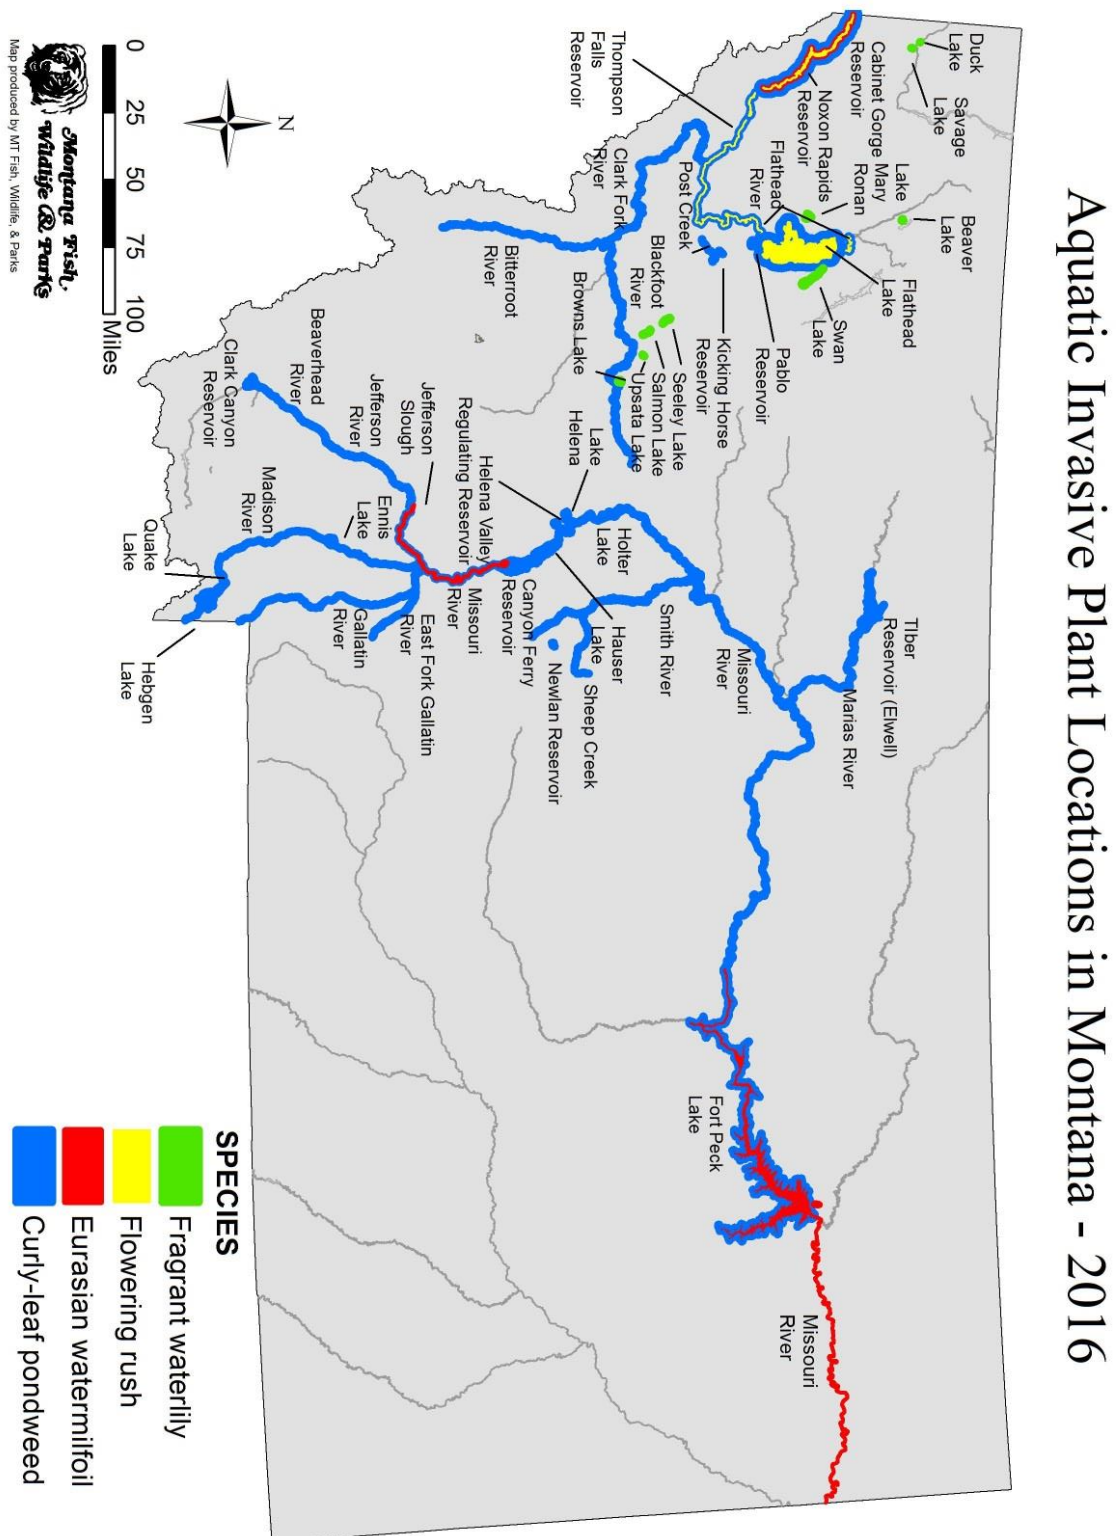 Aquatic Invasive Plant Locations in Montana - 2016
Duck
Lake
Savage
Lake
Cabinet Gorge
Reservoir
Noxon Rapids
Reservoir
Thompson
Falls
Reservoir
Lake
Mary
Ronan
Beaver
Lake
Flathead
River
Flathead
Lake
Swan
Lake
Post Creek
Pablo
Reservoir
Kicking Horse
Reservoir
Clark Fork
River
Bitterroot
River
Blackfoot
River
Browns Lake
Seeley Lake
Salmon Lake
Upsata Lake
TIber
Reservoir (Elwell)
Marias River
Missouri
River
Smith River
Holter
Lake
Lake
Helena
Hauser
Lake
Helena Valley
Regulating Reservoir
Canyon Ferry
Reservoir
Sheep Creek
Newlan Reservoir
Missouri
River
Jefferson
Slough
Jefferson
River
Beaverhead
River
Clark Canyon
Reservoir
Ennis
Lake
Madison
River
East Fork Gallatin
River
Gallatin
River
Quake
Lake
Hebgen
Lake
Fort Peck
Lake
Missouri
River
N
0 25 50 75 100
Miles
Montana Fish,
Wildlife & Parks
Map produced by MT Fish, Wildlife, & Parks
SPECIES
Fragrant waterlily
Flowering rush
Eurasian watermilfoil
Curly-leaf pondweed